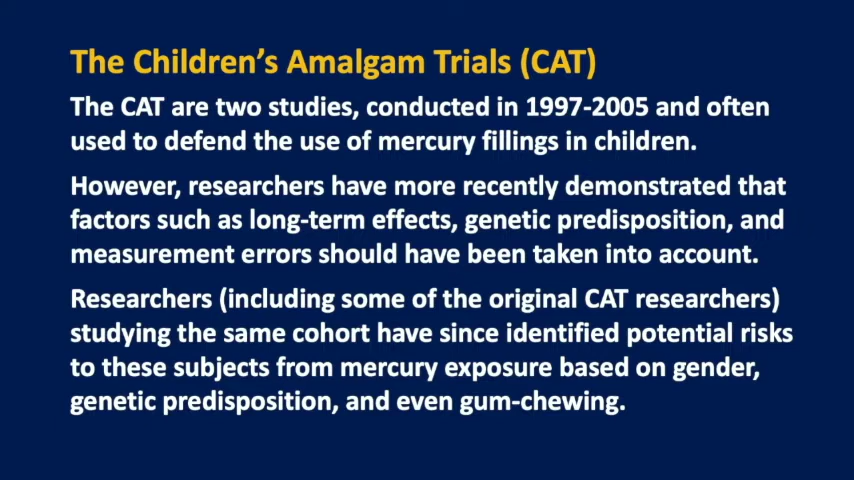 The Children’s Amalgam Trials (CAT)
The CAT are two studies, conducted in 1997-2005 and often
used to defend the use of mercury fillings in children.
However, researchers have more recently demonstrated that
factors such as long-term effects, genetic predisposition, and
measurement errors should have been taken into account.
Researchers (including some of the original CAT researchers)
studying the same cohort have since identified potential risks
to these subjects from mercury exposure based on gender,
genetic predisposition, and even gum-chewing.